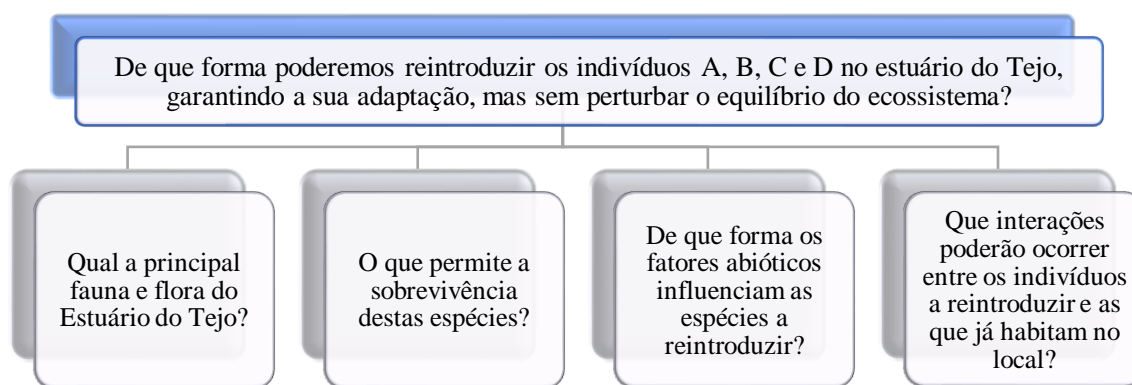 De que forma poderemos reintroduzir os indivíduos A, B, C e D no estuário do Tejo,
garantindo a sua adaptação, mas sem perturbar o equilíbrio do ecossistema?
Qual a principal
fauna e flora do
Estuário do Tejo?
O que permite a
sobrevivência
destas espécies?
De que forma os
fatores abióticos
influenciam as
espécies a
reintroduzir?
Que interações
poderão ocorrer
entre os indivíduos
a reintroduzir e as
que já habitam no
local?